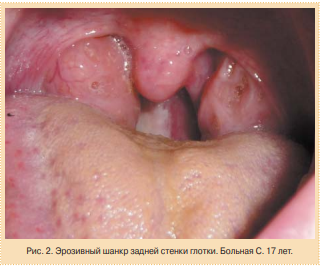 Рис. 2. Эрозивный шанкр задней стенки глотки. Больная С. 17 лет.